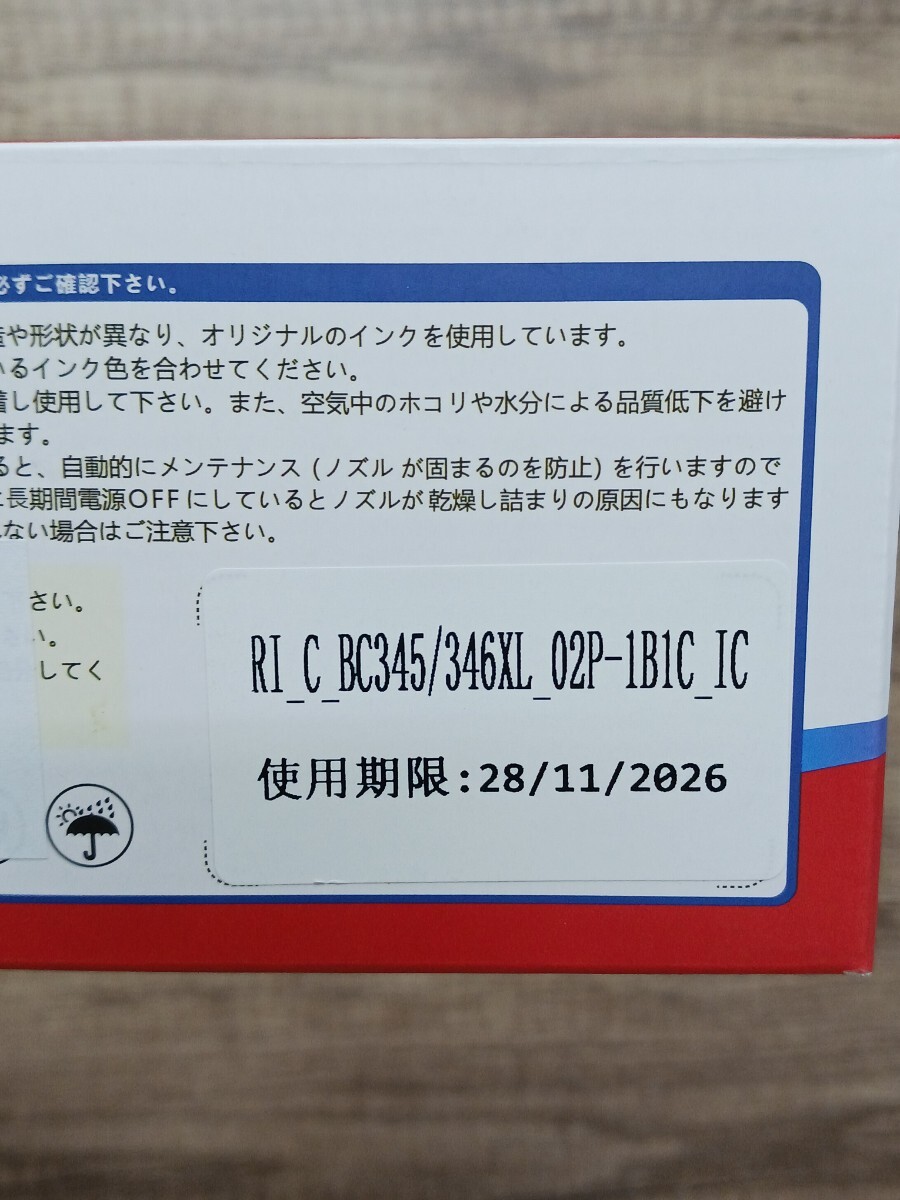 必ずご確認下さい。
や形状が異なり、オリジナルのインクを使用しています。
るインク色を合わせてください。
し使用して下さい。また、空気中のホコリや水分による品質低下を避け
ます。
ると、自動的にメンテナンス (ノズル が固まるのを防止) を行いますので
に長期間電源OFFにしているとノズルが 乾燥し詰まりの原因にもなります
ない場合はご注意下さい。
さい。
い。
してく
RI_C_BC345/346XL_02P-1B1C_IC
使用期限:28/11/2026